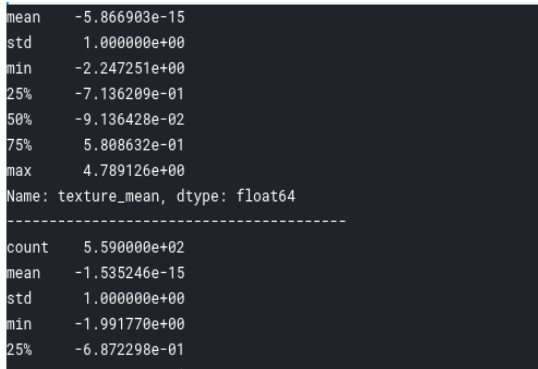 mean   -5.866903e-15
std     1.000000e+00
min    -2.247251e+00
25%    -7.136209e-01
50%    -9.136428e-02
75%     5.808632e-01
max     4.789126e+00
Name: texture_mean, dtype: float64
----------------------------------------
count   5.590000e+02
mean   -1.535246e-15
std     1.000000e+00
min    -1.991770e+00
25%    -6.872298e-01